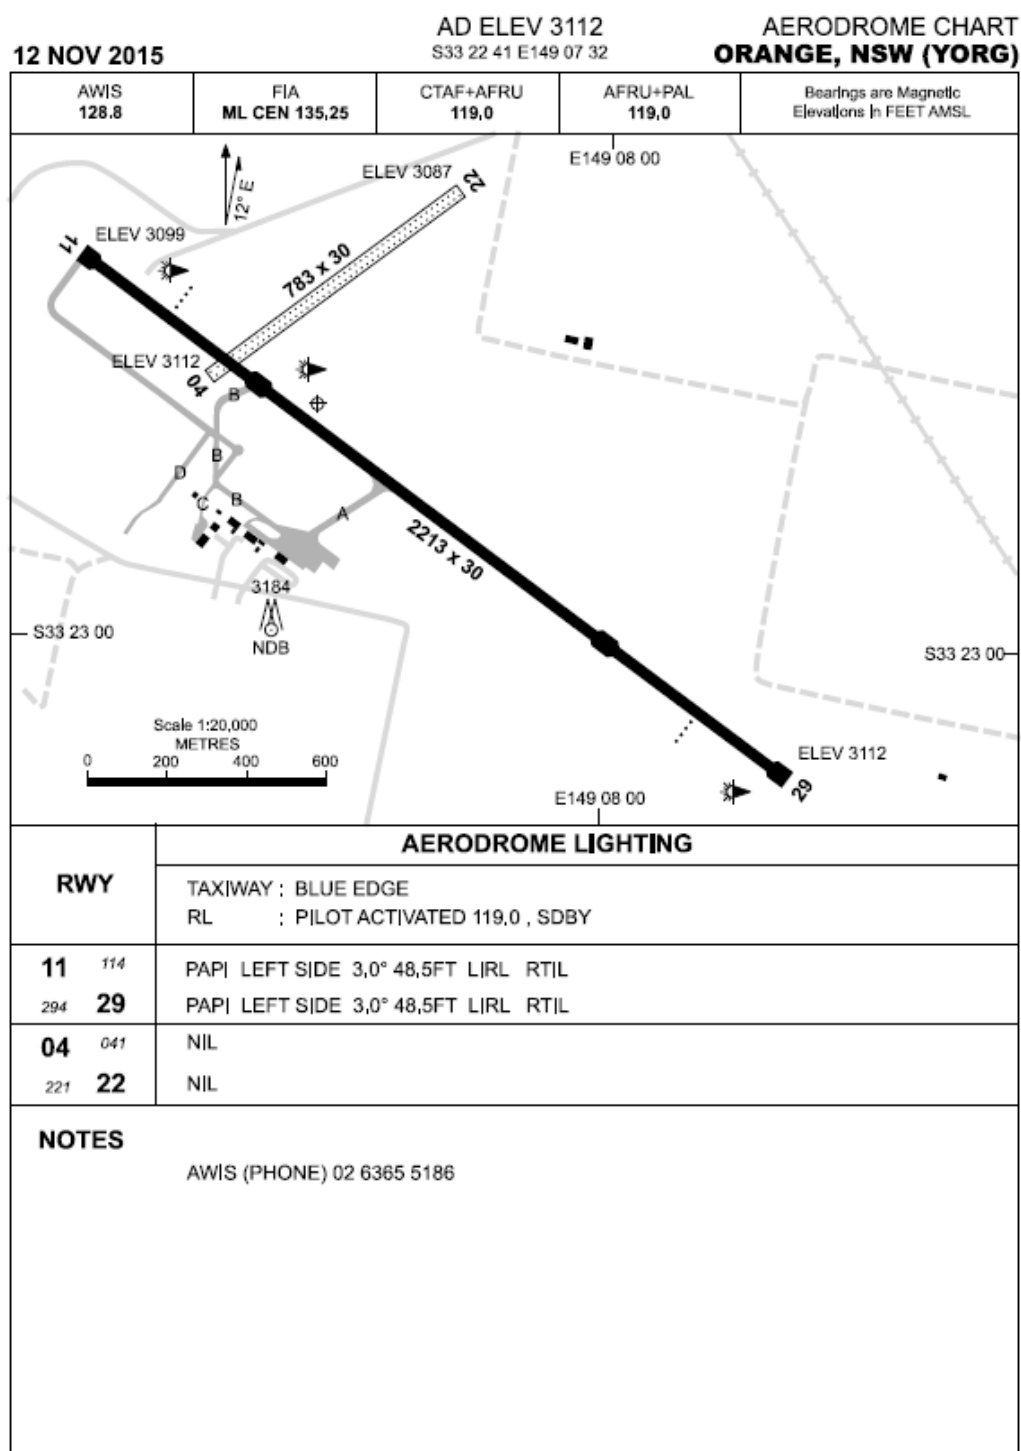 AD ELEV 3112
AERODROME CHART
12 NOV 2015
S33 22 41 E149 07 32
ORANGE, NSW (YORG)
AWIS
128.8
FIA
ML CEN 135.25
CTAF+AFRU
119.0
AFRU+PAL
119.0
Bearings are Magnetic
Elevations in FEET AMSL
E149 08 00
ELEV 3087
22
12° E
ELEV 3099
11
783 x 30
ELEV 3112
04
B
B
D
C
B
A
2213 x 30
3184
NDB
S33 23 00
S33 23 00
Scale 1:20,000
METRES
0 200 400 600
ELEV 3112
29
E149 08 00
AERODROME LIGHTING
RWY
TAXIWAY : BLUE EDGE
RL : PILOT ACTIVATED 119.0 , SDBY
11 114 PAPI LEFT SIDE 3.0° 48.5FT LIRL RTIL
294 29 PAPI LEFT SIDE 3.0° 48.5FT LIRL RTIL
04 041 NIL
221 22 NIL
NOTES
AWIS (PHONE) 02 6365 5186